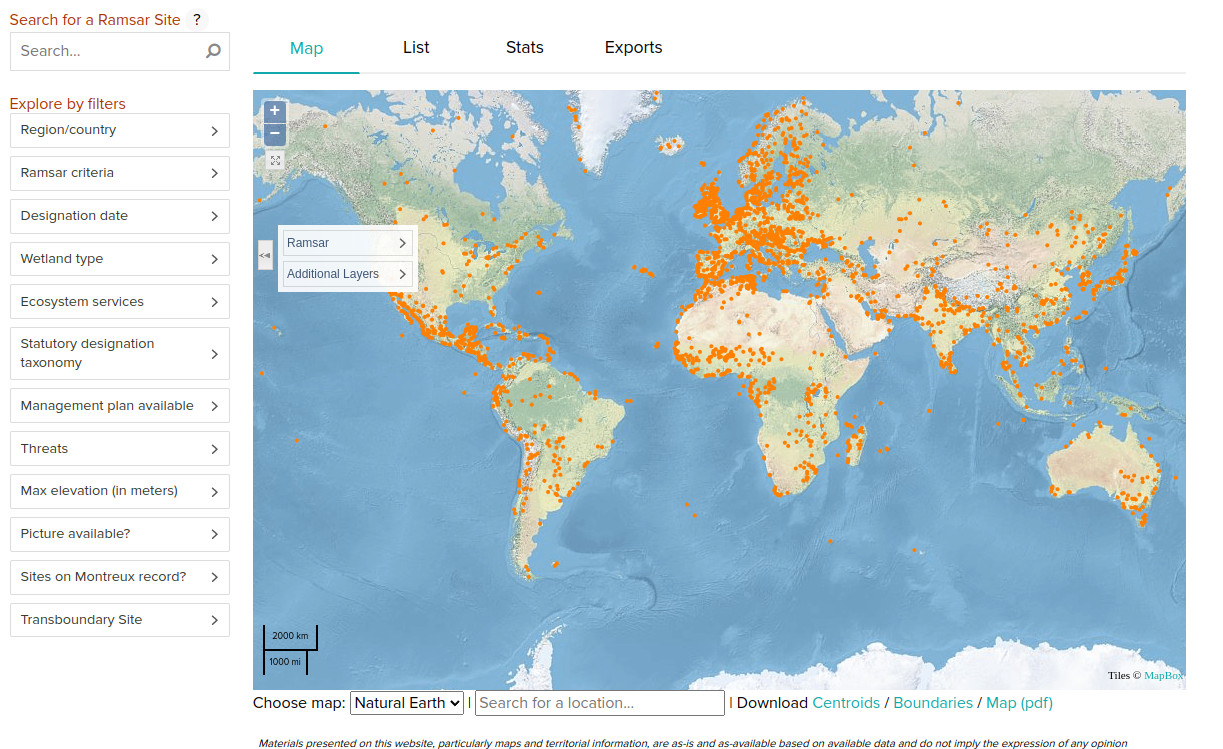 Search for a Ramsar Site ?
Search...
Explore by filters
Region/country
Ramsar criteria
Designation date
Wetland type
Ecosystem services
Statutory designation
taxonomy
Management plan available
Threats
Max elevation (in meters)
Picture available?
Sites on Montreux record?
Transboundary Site
Map List Stats Exports
+
−
<<
Ramsar
Additional Layers
2000 km
1000 mi
Tiles © MapBox
Choose map: Natural Earth | Search for a location... | Download Centroids / Boundaries / Map (pdf)
Materials presented on this website, particularly maps and territorial information, are as-is and as-available based on available data and do not imply the expression of any opinion